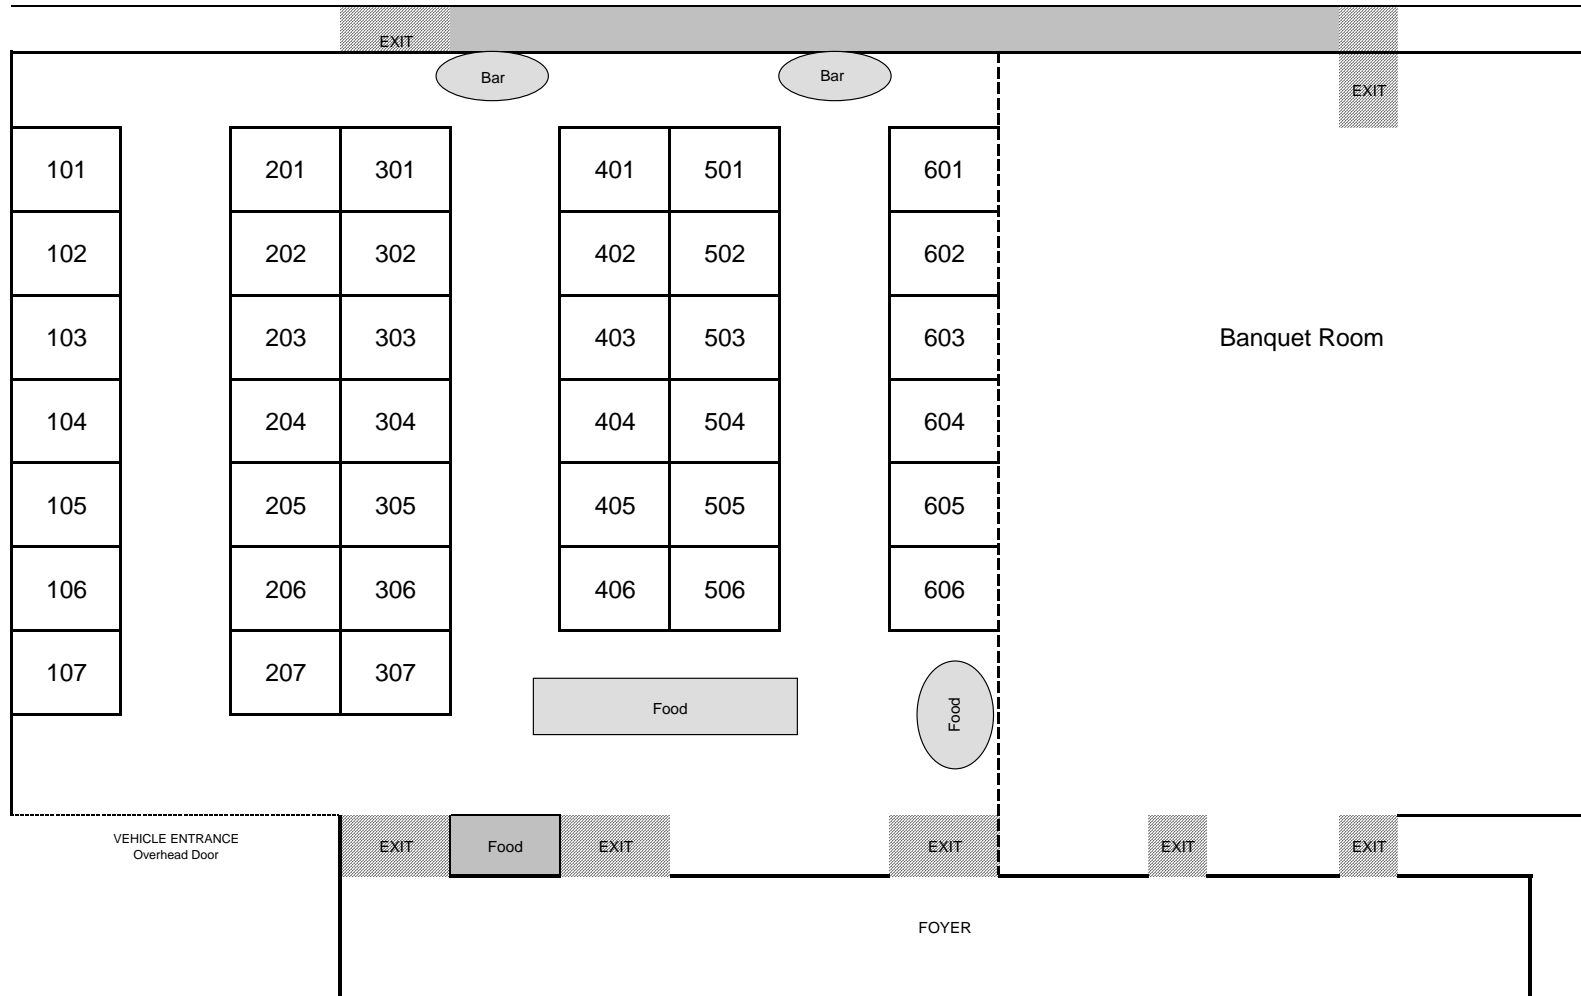 EXIT
Bar
Bar
EXIT
101 201 301 401 501 601
102 202 302 402 502 602
103 203 303 403 503 603
Banquet Room
104 204 304 404 504 604
105 205 305 405 505 605
106 206 306 406 506 606
107 207 307
Food
Food
VEHICLE ENTRANCE
Overhead Door
EXIT
Food
EXIT
EXIT
EXIT
EXIT
FOYER